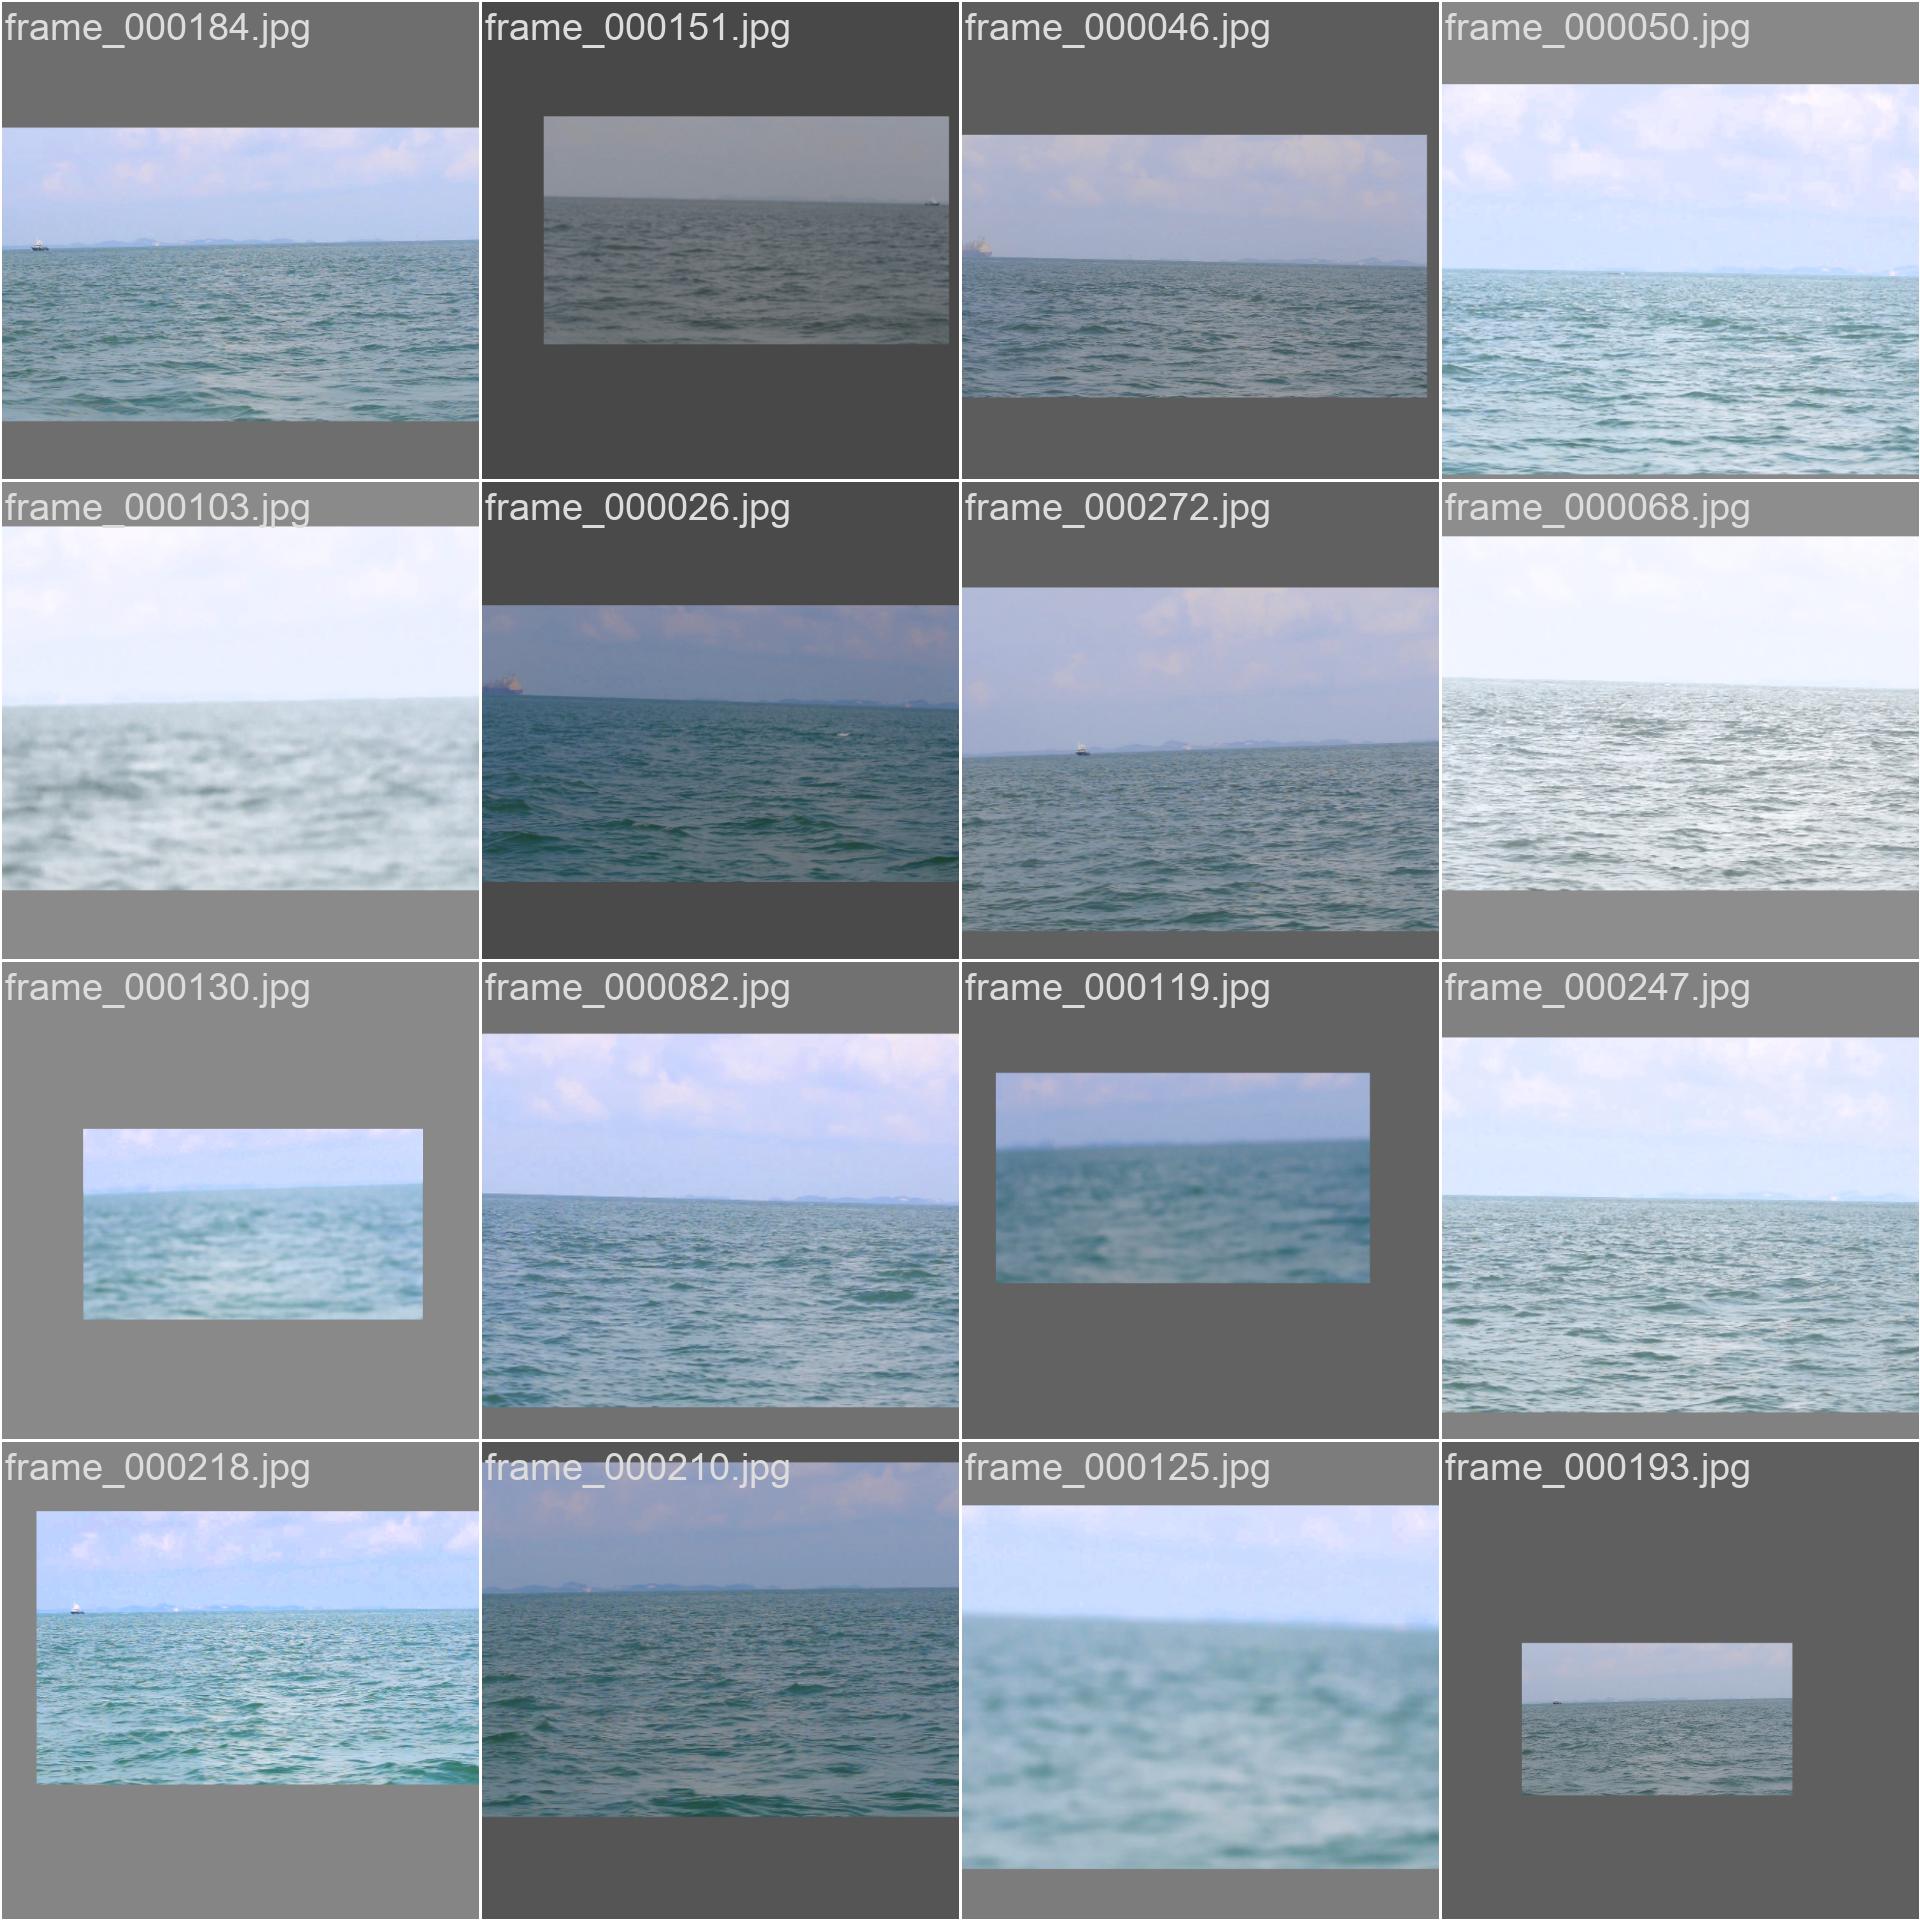 frame_000184.jpg
frame_000151.jpg
frame_000046.jpg
frame_000050.jpg
frame_000103.jpg
frame_000026.jpg
frame_000272.jpg
frame_000068.jpg
frame_000130.jpg
frame_000082.jpg
frame_000119.jpg
frame_000247.jpg
frame_000218.jpg
frame_000210.jpg
frame_000125.jpg
frame_000193.jpg